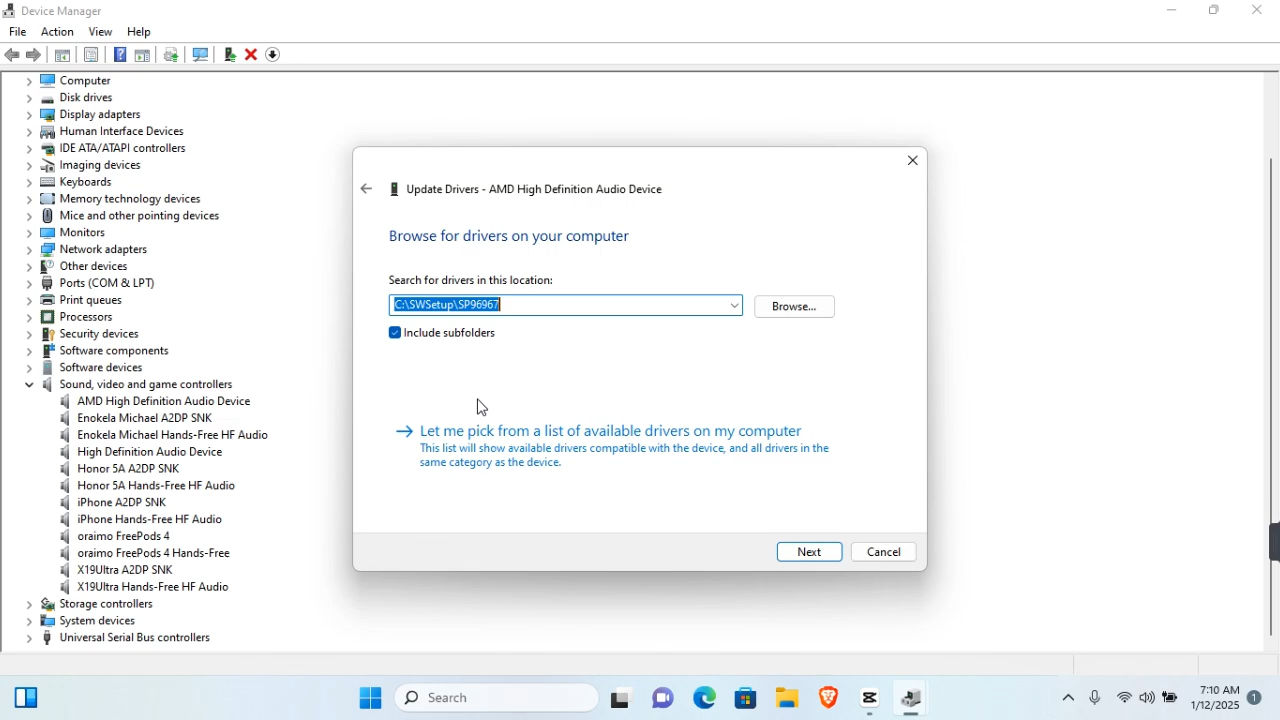 Device Manager
File Action View Help
Computer
Disk drives
Display adapters
Human Interface Devices
IDE ATA/ATAPI controllers
Imaging devices
Keyboards
Memory technology devices
Mice and other pointing devices
Monitors
Network adapters
Other devices
Ports (COM & LPT)
Print queues
Processors
Security devices
Software components
Software devices
Sound, video and game controllers
AMD High Definition Audio Device
Enokela Michael A2DP SNK
Enokela Michael Hands-Free HF Audio
High Definition Audio Device
Honor 5A A2DP SNK
Honor 5A Hands-Free HF Audio
iPhone A2DP SNK
iPhone Hands-Free HF Audio
oraimo FreePods 4
oraimo FreePods 4 Hands-Free
X19Ultra A2DP SNK
X19Ultra Hands-Free HF Audio
Storage controllers
System devices
Universal Serial Bus controllers
Update Drivers - AMD High Definition Audio Device
Browse for drivers on your computer
Search for drivers in this location:
C:\SWSetup\SP96967
Browse...
Include subfolders
Let me pick from a list of available drivers on my computer
This list will show available drivers compatible with the device, and all drivers in the
same category as the device.
Next
Cancel
Search
7:10 AM
1/12/2025
1